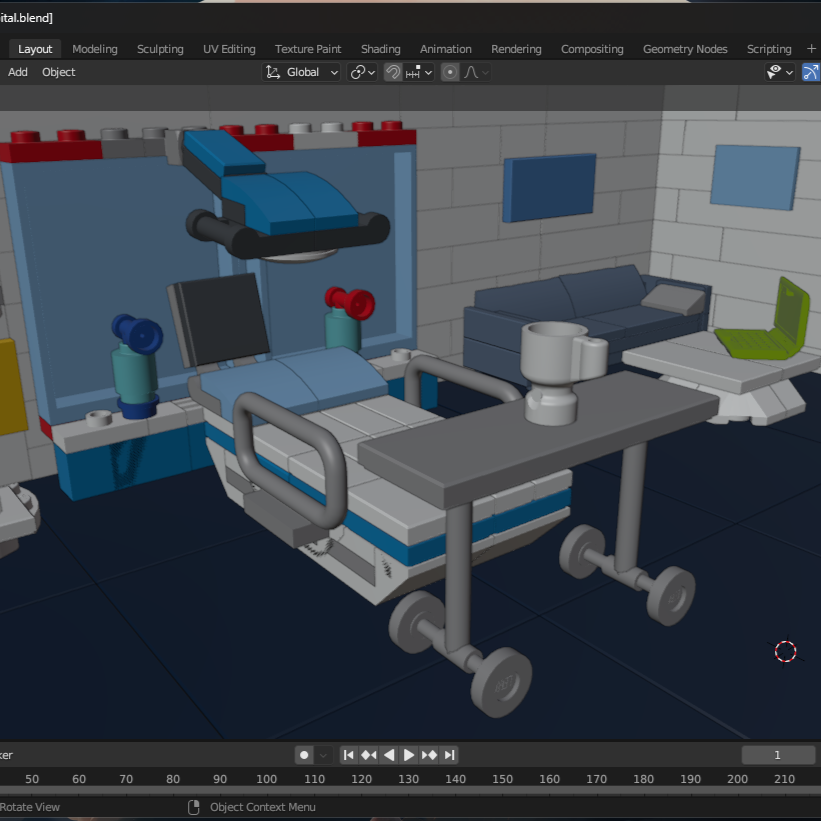 ital.blend]
Layout Modeling Sculpting UV Editing Texture Paint Shading Animation Rendering Compositing Geometry Nodes Scripting +
Add Object Global
ker 1
50 60 70 80 90 100 110 120 130 140 150 160 170 180 190 200 210
Rotate View Object Context Menu